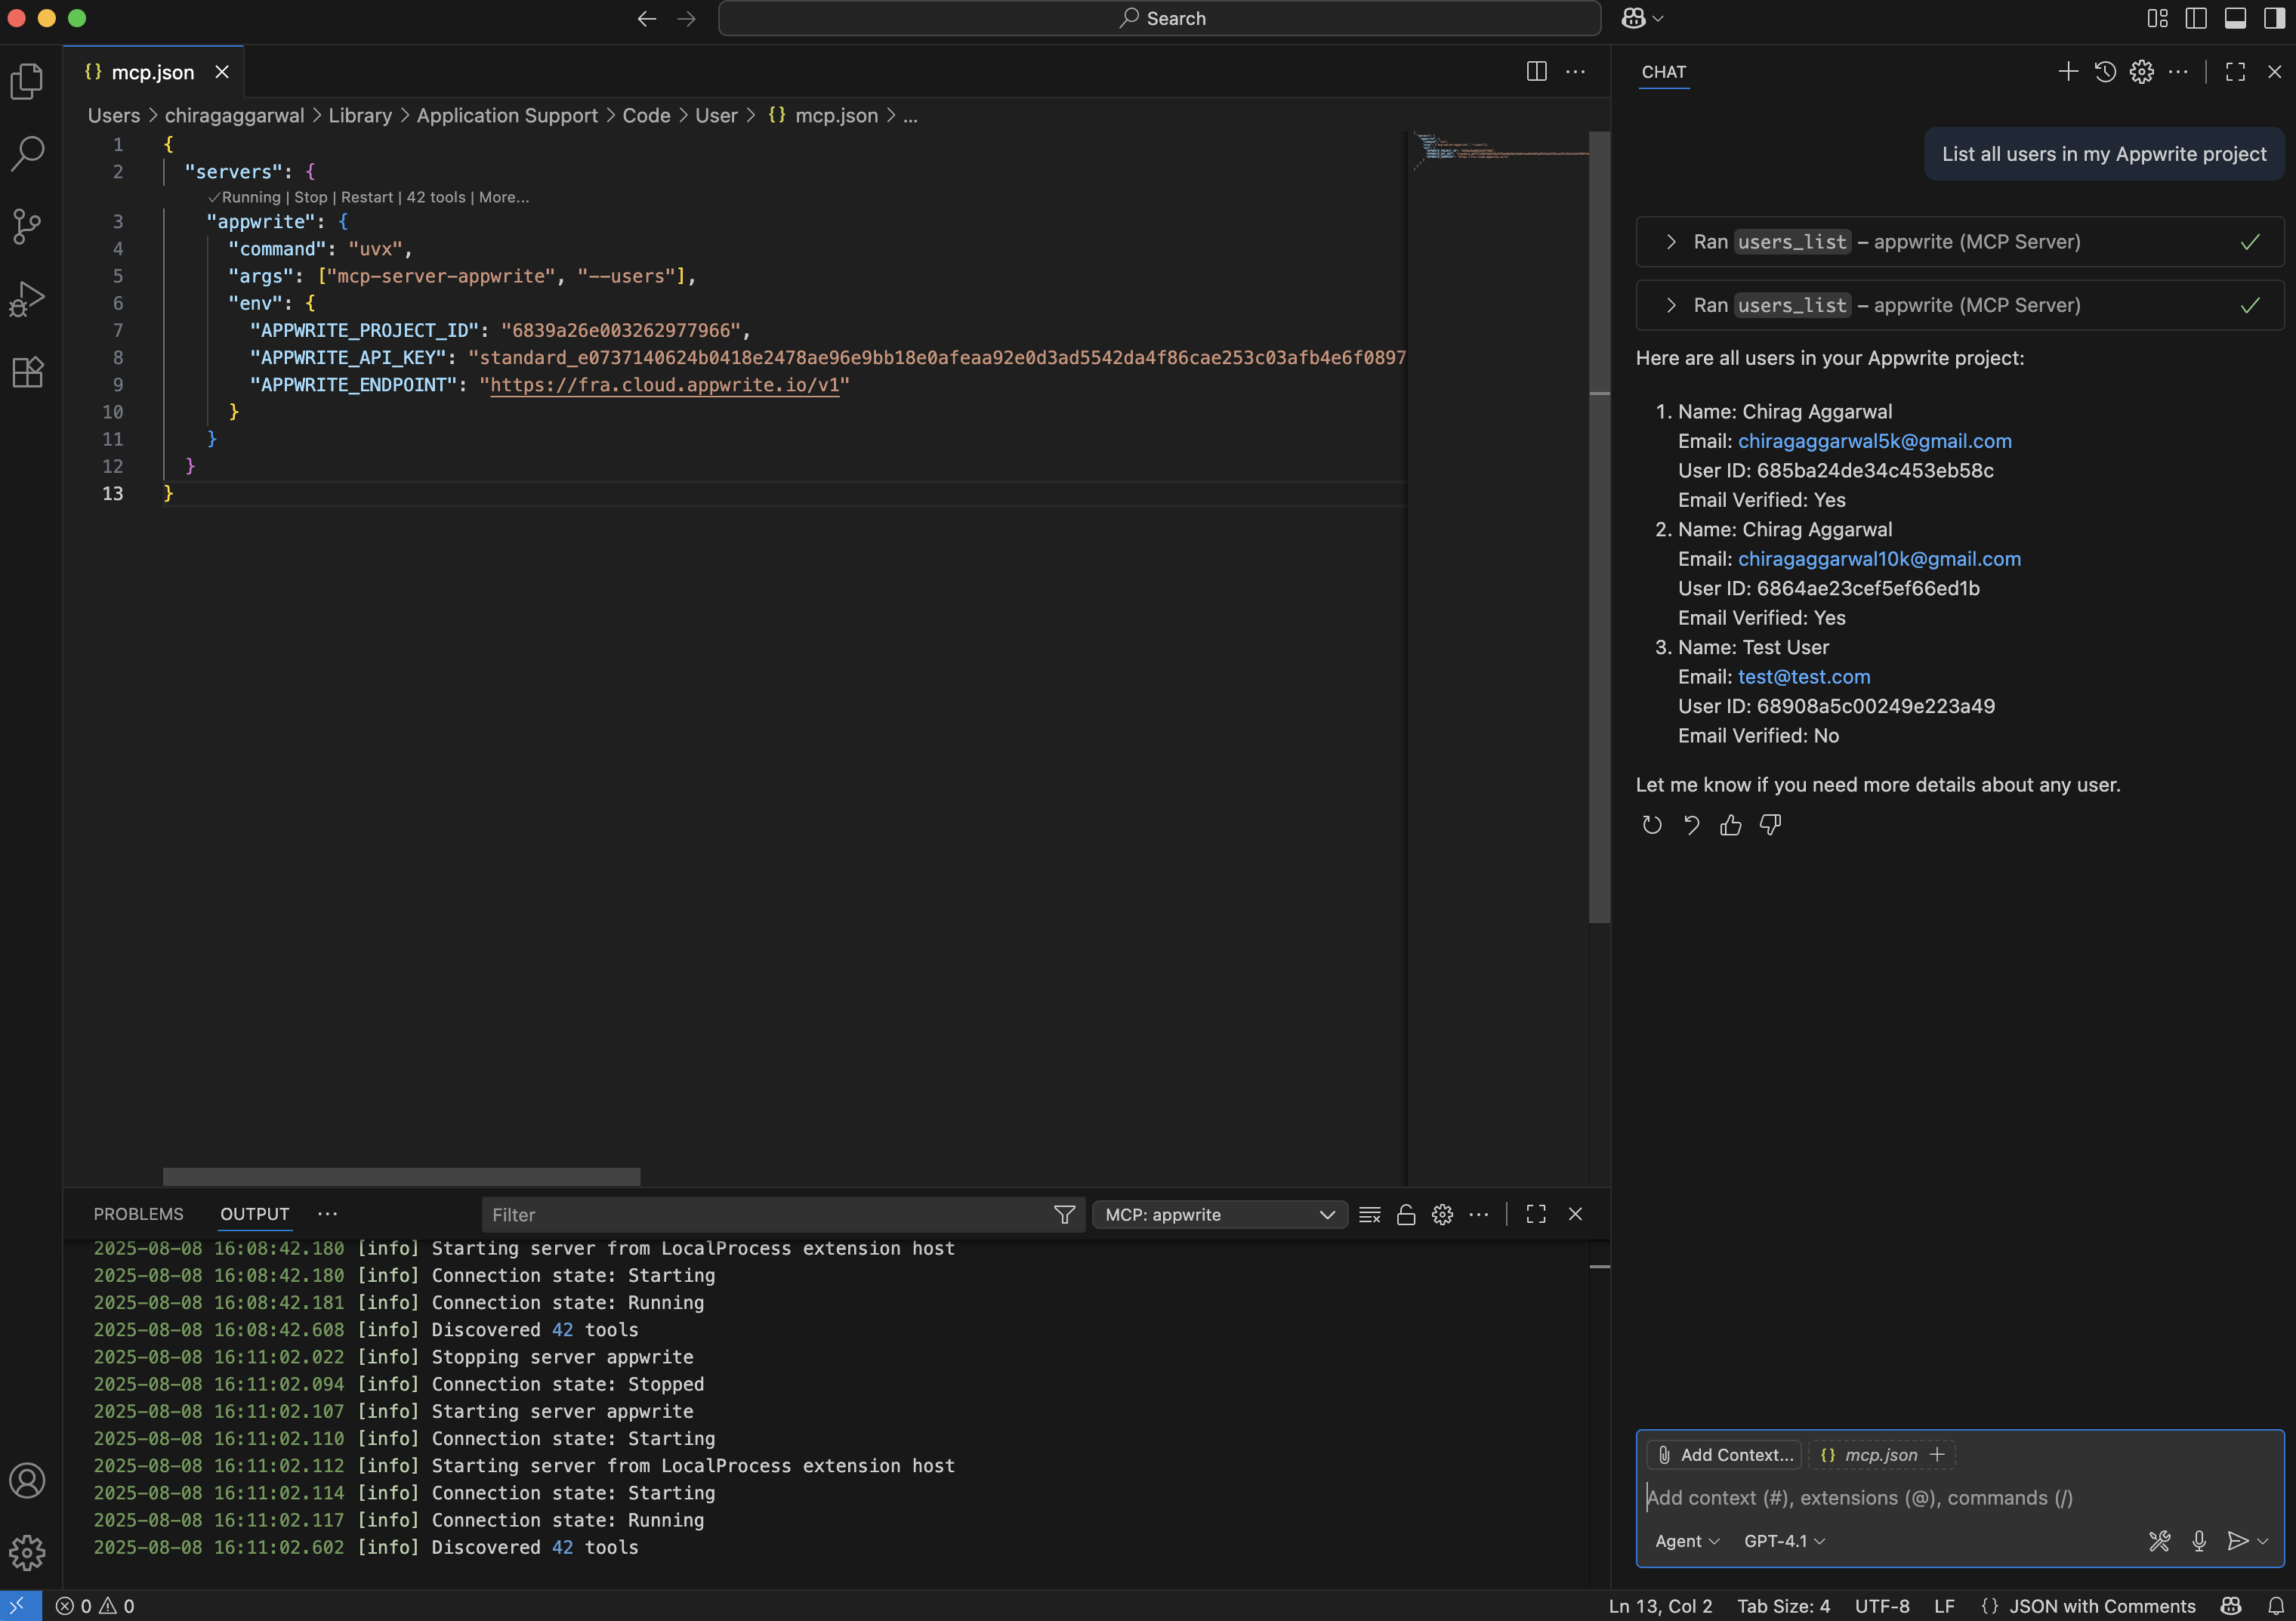 Search
{} mcp.json
Users > chiragaggarwal > Library > Application Support > Code > User > {} mcp.json > ...
1 {
2 "servers": {
✓Running | Stop | Restart | 42 tools | More...
3 "appwrite": {
4 "command": "uvx",
5 "args": ["mcp-server-appwrite", "--users"],
6 "env": {
7 "APPWRITE_PROJECT_ID": "6839a26e003262977966",
8 "APPWRITE_API_KEY": "standard_e0737140624b0418e2478ae96e9bb18e0afeaa92e0d3ad5542da4f86cae253c03afb4e6f0897
9 "APPWRITE_ENDPOINT": "https://fra.cloud.appwrite.io/v1"
10 }
11 }
12 }
13 }
PROBLEMS OUTPUT ...
Filter
MCP: appwrite
2025-08-08 16:08:42.180 [info] Starting server from LocalProcess extension host
2025-08-08 16:08:42.180 [info] Connection state: Starting
2025-08-08 16:08:42.181 [info] Connection state: Running
2025-08-08 16:08:42.608 [info] Discovered 42 tools
2025-08-08 16:11:02.022 [info] Stopping server appwrite
2025-08-08 16:11:02.094 [info] Connection state: Stopped
2025-08-08 16:11:02.107 [info] Starting server appwrite
2025-08-08 16:11:02.110 [info] Connection state: Starting
2025-08-08 16:11:02.112 [info] Starting server from LocalProcess extension host
2025-08-08 16:11:02.114 [info] Connection state: Starting
2025-08-08 16:11:02.117 [info] Connection state: Running
2025-08-08 16:11:02.602 [info] Discovered 42 tools
CHAT
List all users in my Appwrite project
Ran users_list – appwrite (MCP Server)
Ran users_list – appwrite (MCP Server)
Here are all users in your Appwrite project:
1. Name: Chirag Aggarwal
Email: chiragaggarwal5k@gmail.com
User ID: 685ba24de34c453eb58c
Email Verified: Yes
2. Name: Chirag Aggarwal
Email: chiragaggarwal10k@gmail.com
User ID: 6864ae23cef5ef66ed1b
Email Verified: Yes
3. Name: Test User
Email: test@test.com
User ID: 68908a5c00249e223a49
Email Verified: No
Let me know if you need more details about any user.
Add Context... {} mcp.json +
Add context (#), extensions (@), commands (/)
Agent GPT-4.1
0 0
Ln 13, Col 2 Tab Size: 4 UTF-8 LF {} JSON with Comments